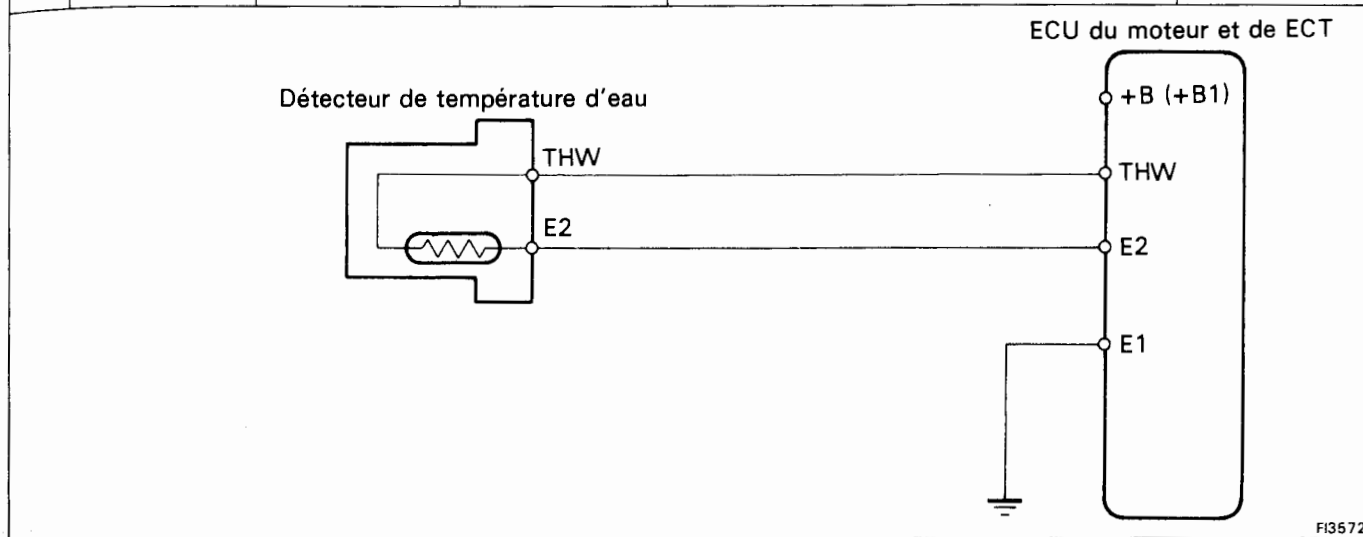 ECU du moteur et de ECT
Détecteur de température d'eau
+B (+B1)
THW
THW
E2
E2
E1
FI3572